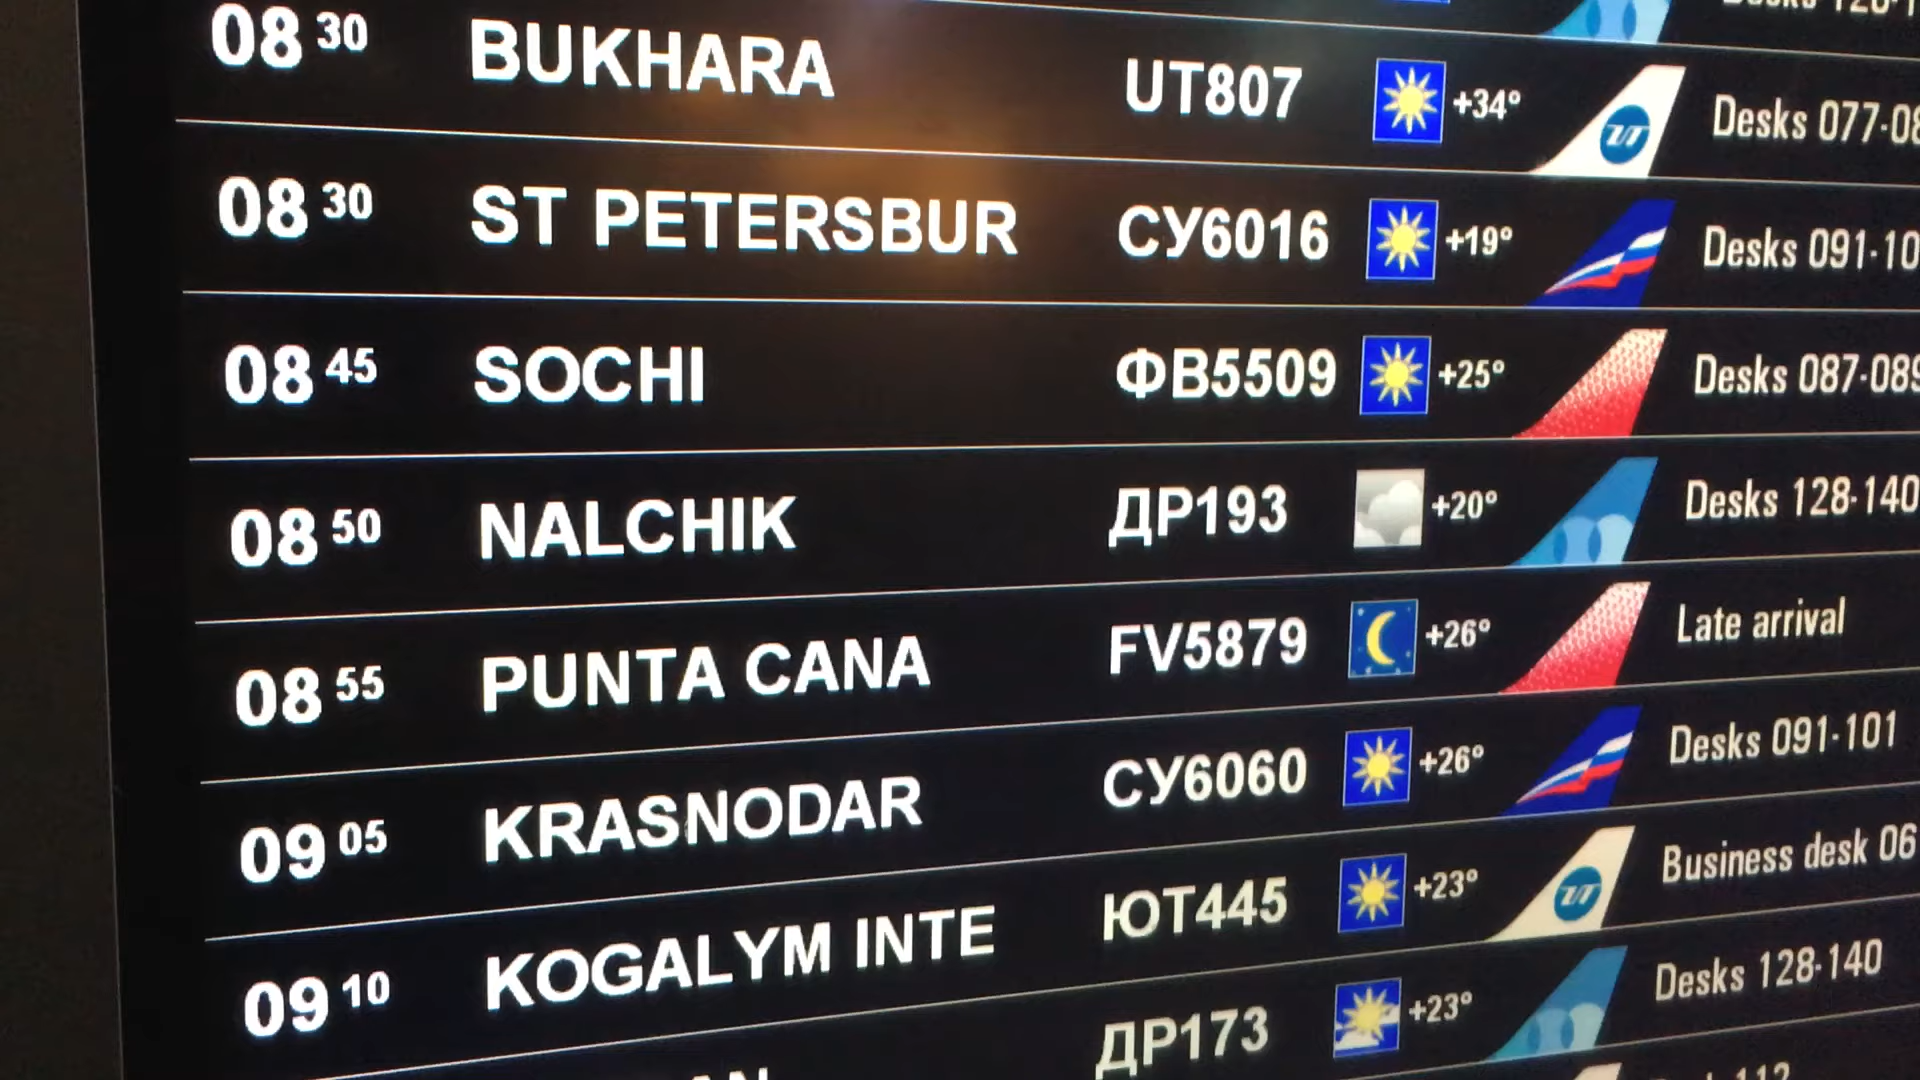 08 30 BUKHARA UT807 +34° UT Desks 077-08
08 30 ST PETERSBUR СУ6016 +19° Desks 091-10
08 45 SOCHI ФВ5509 +25° Desks 087-089
08 50 NALCHIK ДР193 +20° Desks 128-140
08 55 PUNTA CANA FV5879 +26° Late arrival
09 05 KRASNODAR СУ6060 +26° Desks 091-101
09 10 KOGALYM INTE ЮТ445 +23° UT Business desk 06
ДР173 +23° Desks 128-140